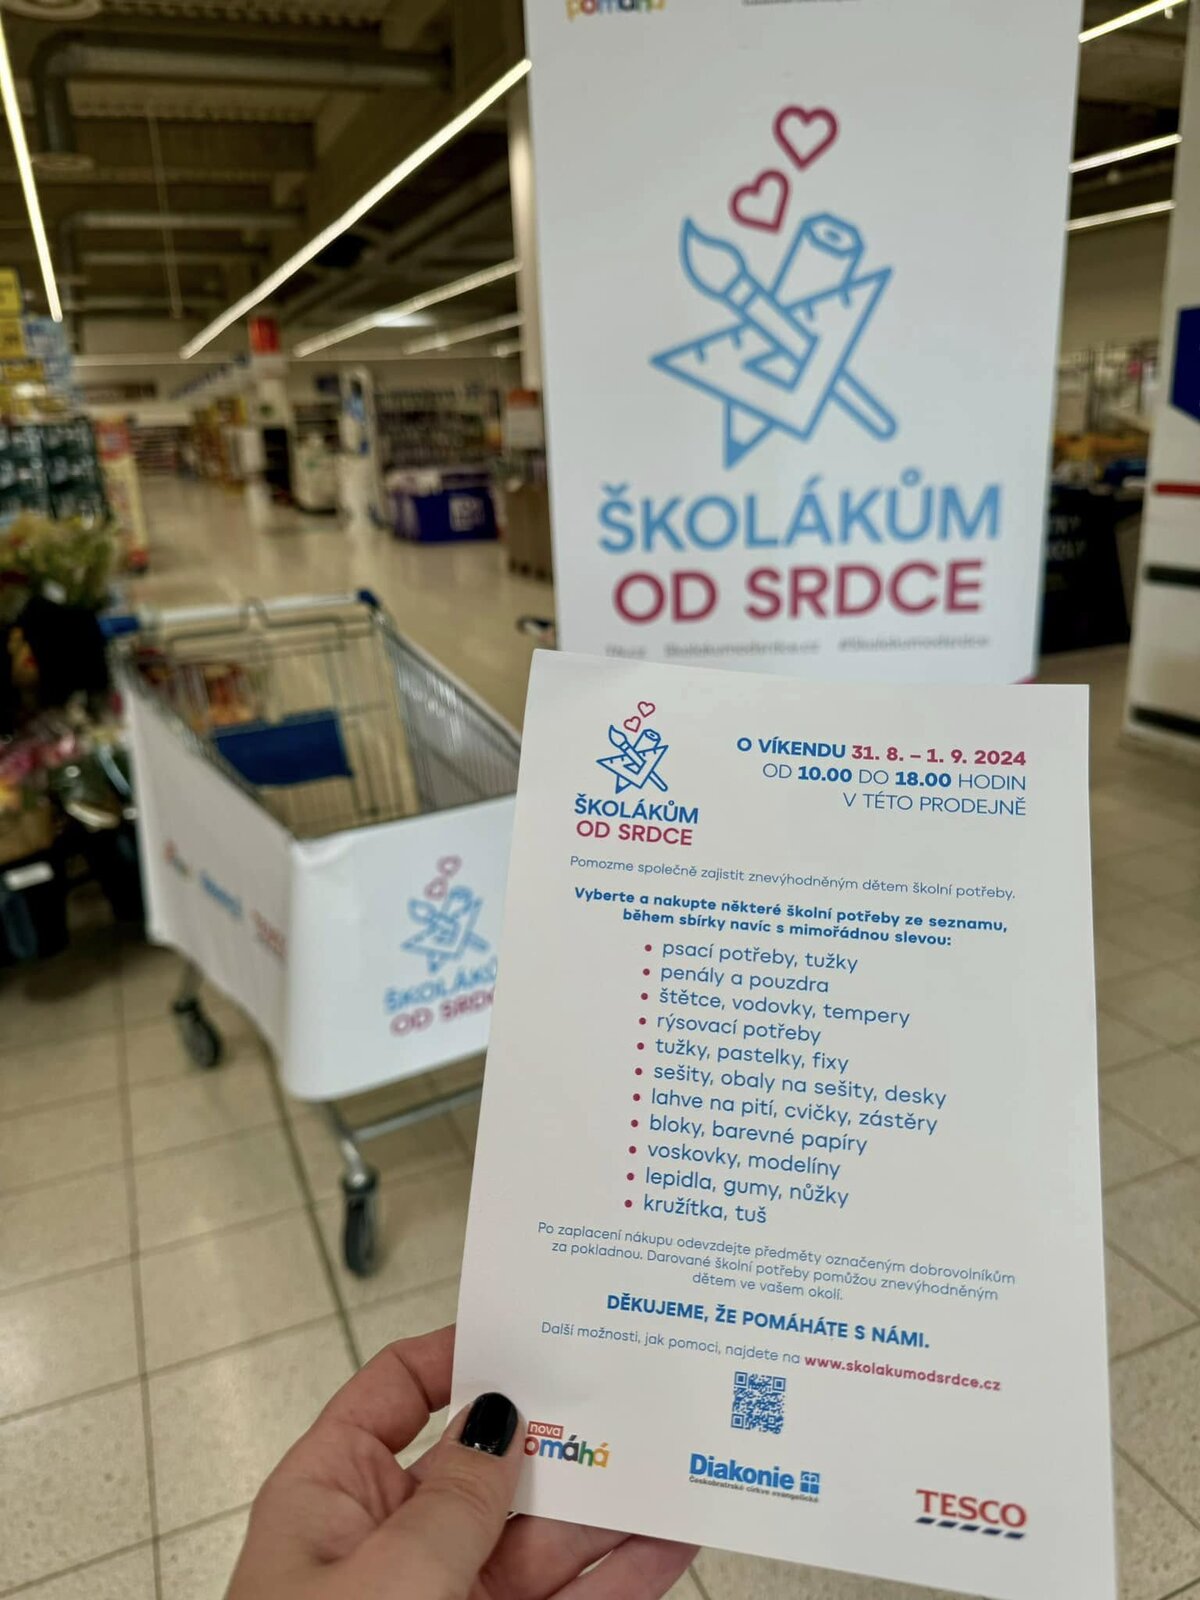 pomáhá
ŠKOLÁKŮM
OD SRDCE
ŠKOLÁKŮM
OD SRDCE
O VÍKENDU 31. 8. – 1. 9. 2024
OD 10.00 DO 18.00 HODIN
V TÉTO PRODEJNĚ
Pomozme společně zajistit znevýhodněným dětem školní potřeby.
Vyberte a nakupte některé školní potřeby ze seznamu,
během sbírky navíc s mimořádnou slevou:
• psací potřeby, tužky
• penály a pouzdra
• štětce, vodovky, tempery
• rýsovací potřeby
• tužky, pastelky, fixy
• sešity, obaly na sešity, desky
• lahve na pití, cvičky, zástěry
• bloky, barevné papíry
• voskovky, modelíny
• lepidla, gumy, nůžky
• kružítka, tuš
Po zaplacení nákupu odevzdejte předměty označeným dobrovolníkům
za pokladnou. Darované školní potřeby pomůžou znevýhodněným
dětem ve vašem okolí.
DĚKUJEME, ŽE POMÁHÁTE S NÁMI.
Další možnosti, jak pomoci, najdete na www.skolakumodsrdce.cz
nova
omáhá
Diakonie
Českobratrské církve evangelické
TESCO
ŠKOLÁKŮ
OD SRDC